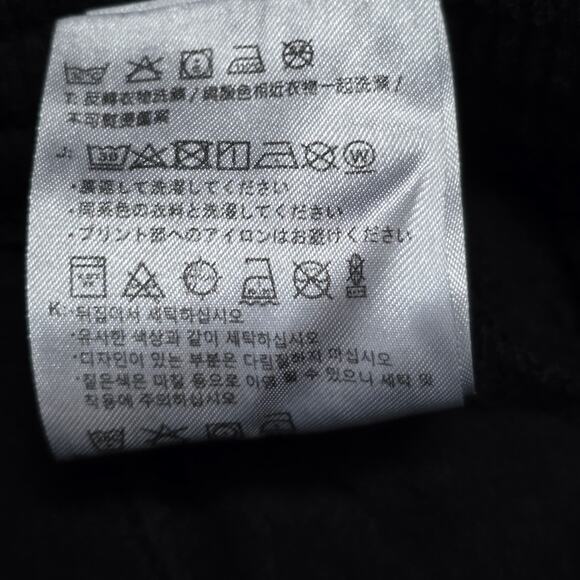 T: 反轉衣物洗滌/與顏色相近衣物一起洗滌/
不可熨燙圖案
J: 30 W
・裏返して洗濯してください
・同系色の衣料と洗濯してください
・プリント部へのアイロンはお避けください
K: ·뒤집어서 세탁하십시오
·유사한 색상과 같이 세탁하십시오
·디자인이 있는 부분은 다림질하지 마십시오
·짙은색은 마찰 등으로 이염 될 수 있으니 세탁 및
착용에 주의하십시오